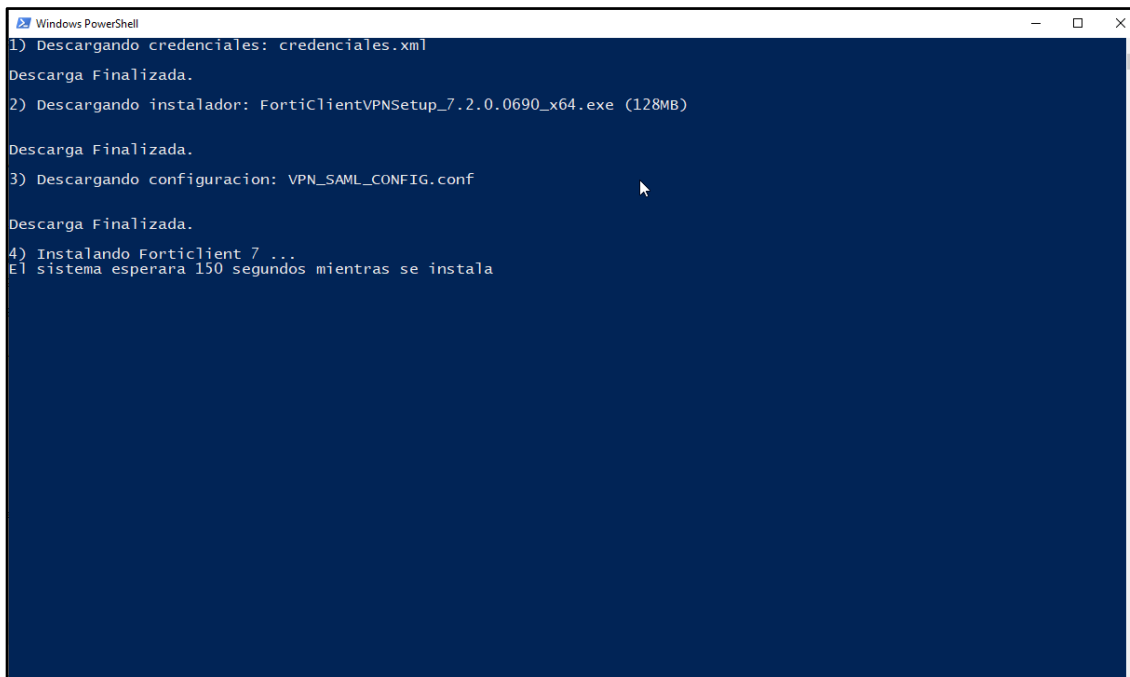 Windows PowerShell
1) Descargando credenciales: credenciales.xml
Descarga Finalizada.
2) Descargando instalador: FortiClientVPNSetup_7.2.0.0690_x64.exe (128MB)
Descarga Finalizada.
3) Descargando configuracion: VPN_SAML_CONFIG.conf
Descarga Finalizada.
4) Instalando Forticlient 7 ...
El sistema esperara 150 segundos mientras se instala